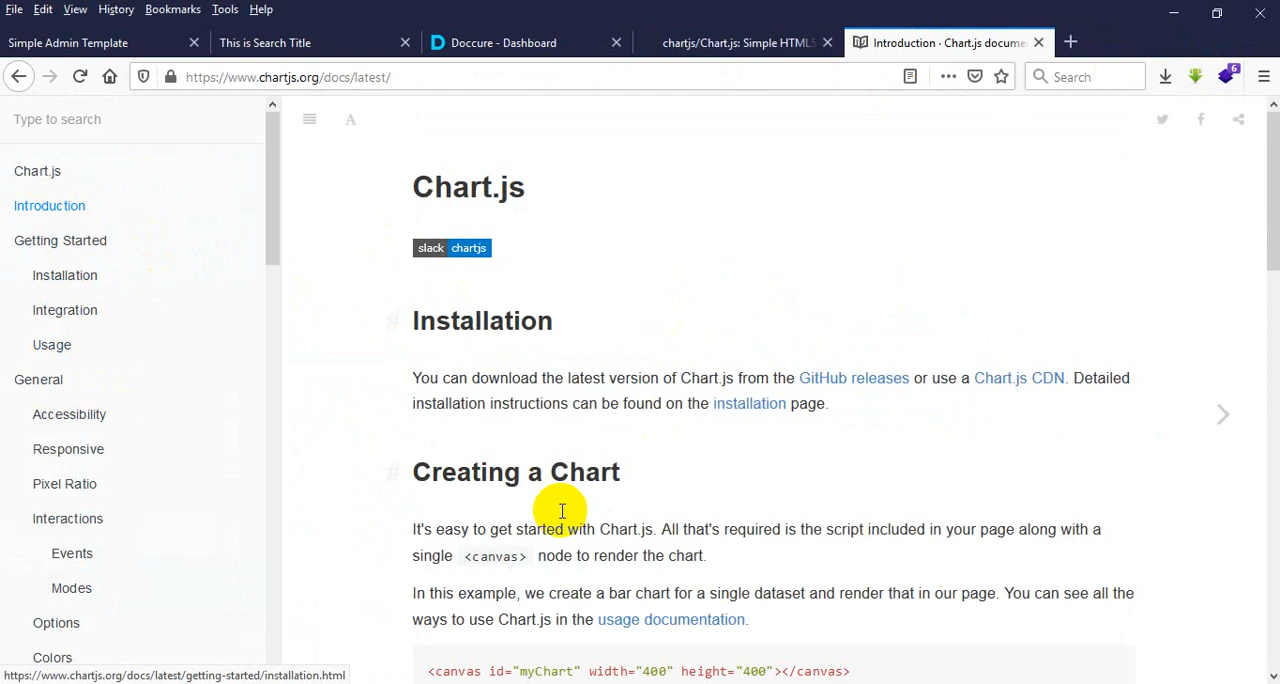 File Edit View History Bookmarks Tools Help
Simple Admin Template
This is Search Title
Doccure - Dashboard
chartjs/Chart.js: Simple HTML5
Introduction · Chart.js docume
https://www.chartjs.org/docs/latest/
Search
6
Type to search
A
Chart.js
Introduction
Getting Started
Installation
Integration
Usage
General
Accessibility
Responsive
Pixel Ratio
Interactions
Events
Modes
Options
Colors
Chart.js
slack chartjs
# Installation
You can download the latest version of Chart.js from the GitHub releases or use a Chart.js CDN. Detailed
installation instructions can be found on the installation page.
# Creating a Chart
It's easy to get started with Chart.js. All that's required is the script included in your page along with a
single <canvas> node to render the chart.
In this example, we create a bar chart for a single dataset and render that in our page. You can see all the
ways to use Chart.js in the usage documentation.
<canvas id="myChart" width="400" height="400"></canvas>
https://www.chartjs.org/docs/latest/getting-started/installation.html